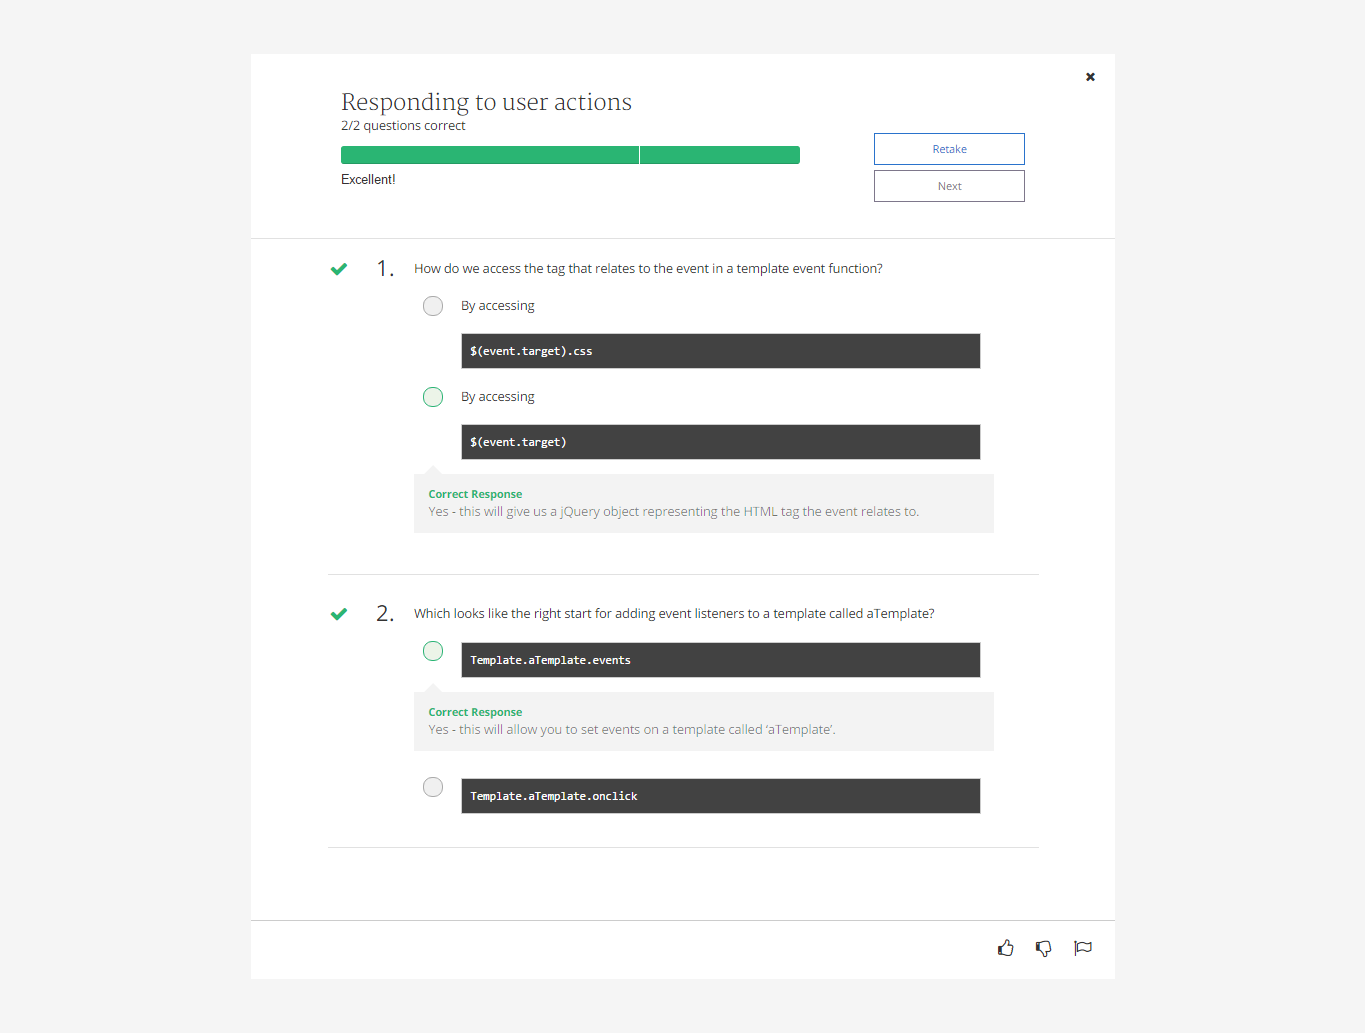 Responding to user actions
2/2 questions correct
Retake
Excellent!
Next
1. How do we access the tag that relates to the event in a template event function?
By accessing
$(event.target).css
By accessing
$(event.target)
Correct Response
Yes - this will give us a jQuery object representing the HTML tag the event relates to.
2. Which looks like the right start for adding event listeners to a template called aTemplate?
Template.aTemplate.events
Correct Response
Yes - this will allow you to set events on a template called ‘aTemplate’.
Template.aTemplate.onclick